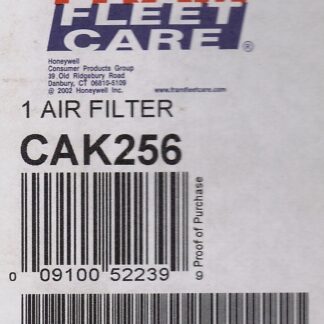 FRAM
FLEET
CARE®
Honeywell
Consumer Products Group
39 Old Ridgebury Road
Danbury, CT 06810-5109
@ 2002 Honeywell Inc.
www.framfleetcare.com
1 AIR FILTER
CAK256
Proof of Purchase
0 09100 52239 9